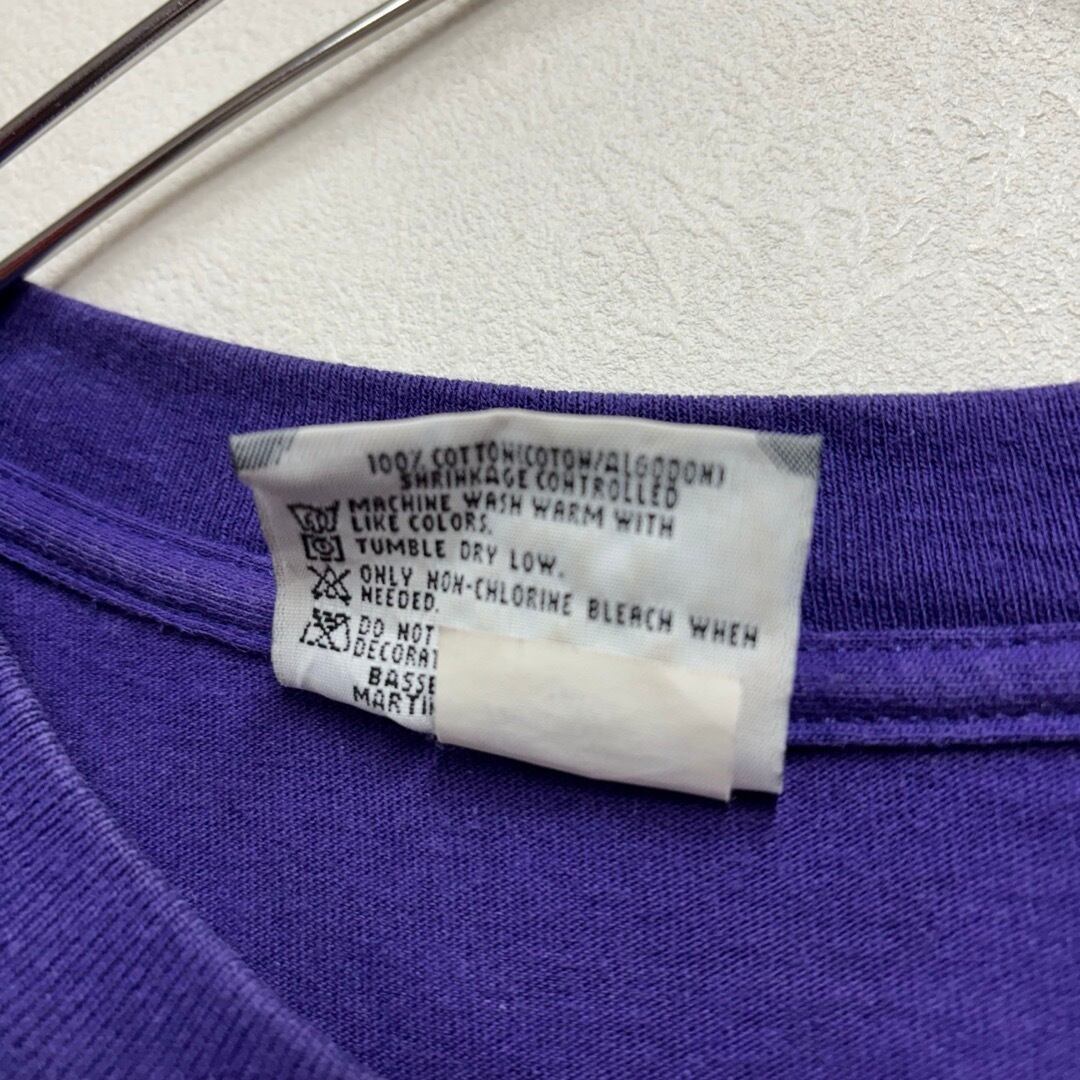 100% COTTON(COTON/ALGODON)
SHRINKAGE CONTROLLED
MACHINE WASH WARM WITH
LIKE COLORS.
TUMBLE DRY LOW.
ONLY NON-CHLORINE BLEACH WHEN
NEEDED.
DO NOT
DECORAT
BASSE
MARTI